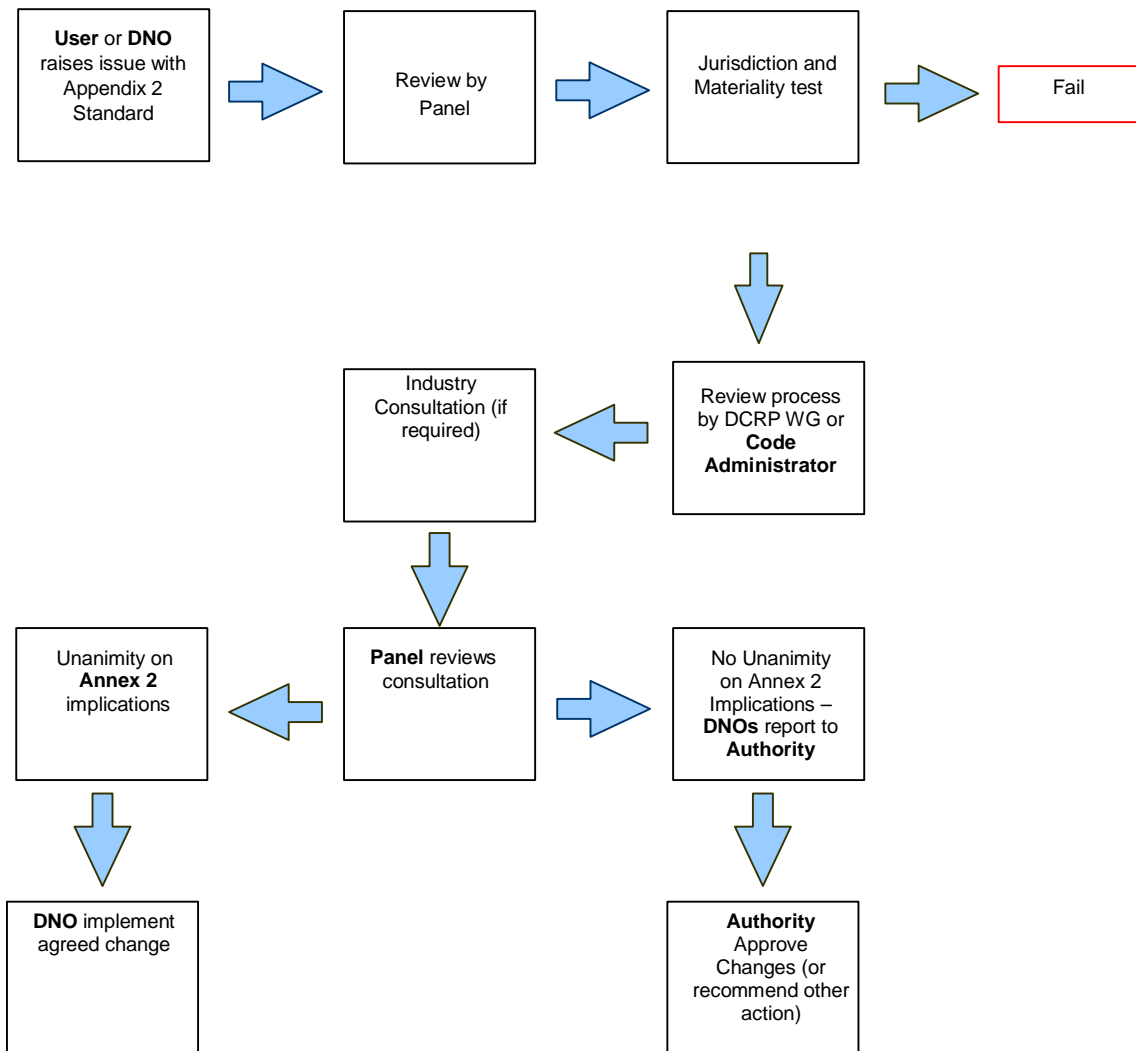 User or DNO
raises issue with
Appendix 2
Standard
Review by
Panel
Jurisdiction and
Materiality test
Fail
Review process
by DCRP WG or
Code
Administrator
Industry
Consultation (if
required)
Panel reviews
consultation
Unanimity on
Annex 2
implications
No Unanimity
on Annex 2
Implications –
DNOs report to
Authority
DNO implement
agreed change
Authority
Approve
Changes (or
recommend other
action)